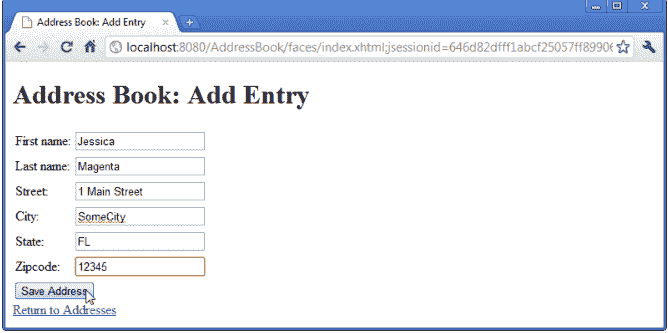 Address Book: Add Entry
localhost:8080/AddressBook/faces/index.xhtml;jsessionid=646d82dfff1abcf25057ff8990
Address Book: Add Entry
First name: Jessica
Last name: Magenta
Street: 1 Main Street
City: SomeCity
State: FL
Zipcode: 12345
Save Address
Return to Addresses